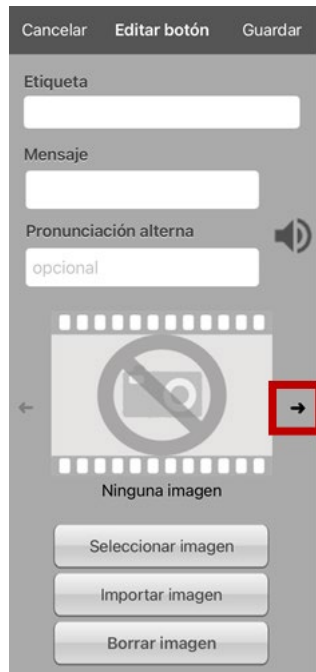 Cancelar Editar botón Guardar
Etiqueta
Mensaje
Pronunciación alterna
opcional
Ninguna imagen
Seleccionar imagen
Importar imagen
Borrar imagen